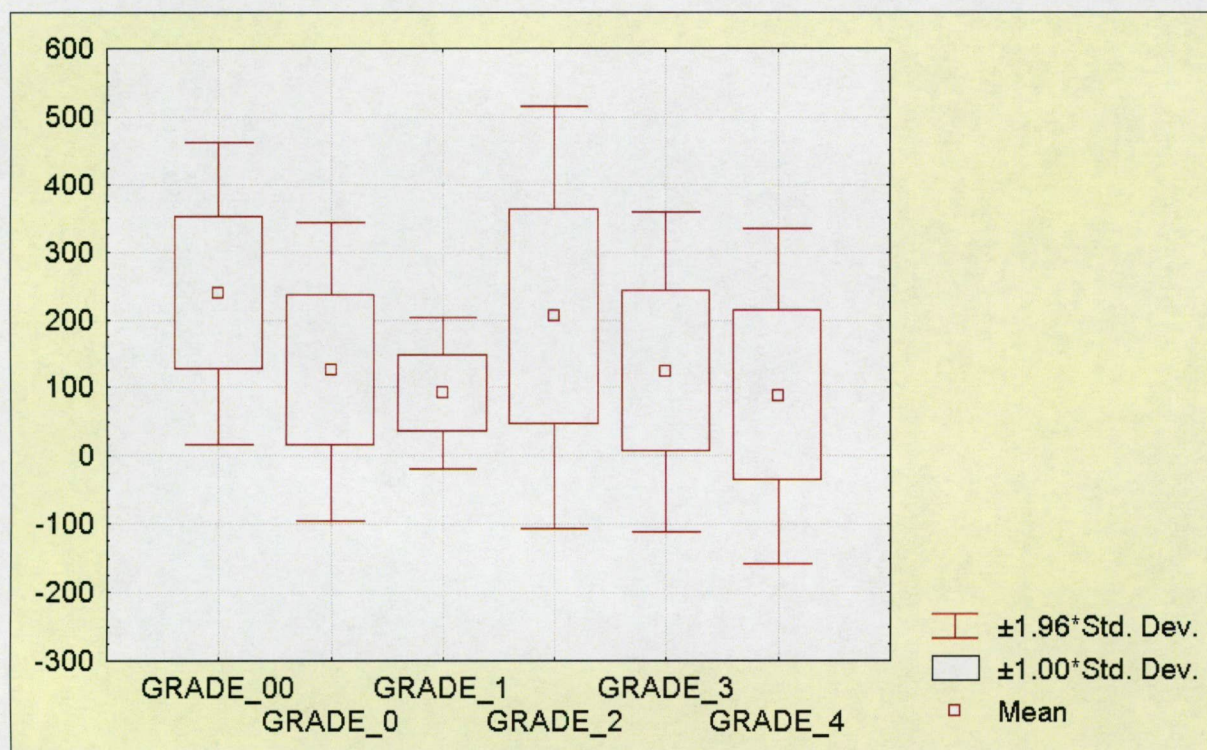 600
500
400
300
200
100
0
-100
-200
-300
GRADE_00
GRADE_0
GRADE_1
GRADE_2
GRADE_3
GRADE_4
±1.96*Std. Dev.
±1.00*Std. Dev.
Mean